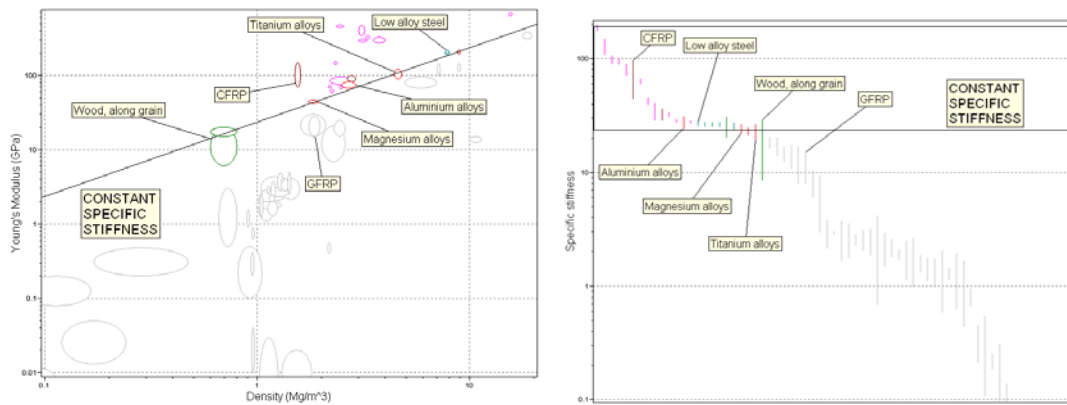 Titanium alloys
Low alloy steel
CFRP
Wood, along grain
Aluminium alloys
Magnesium alloys
GFRP
CONSTANT
SPECIFIC
STIFFNESS
Young's Modulus (GPa)
100
10
1
0.1
0.01
0.1
1
10
Density (Mg/m^3)
CFRP
Low alloy steel
Wood, along grain
GFRP
CONSTANT
SPECIFIC
STIFFNESS
Aluminium alloys
Magnesium alloys
Titanium alloys
Specific stiffness
100
10
1
0.1